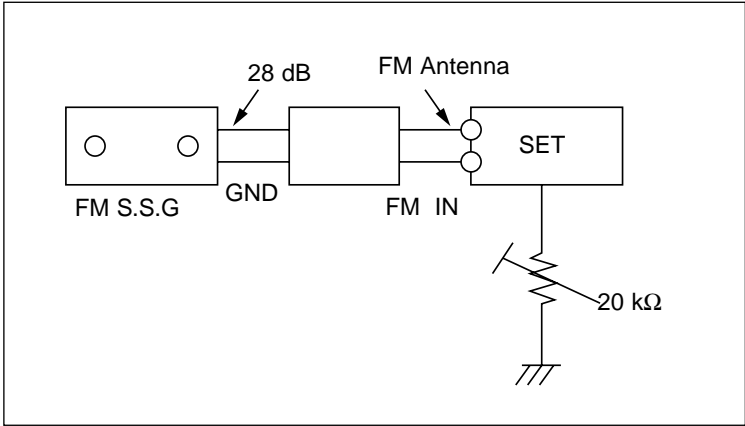 28 dB
FM Antenna
SET
FM S.S.G
GND
FM IN
20 kΩ